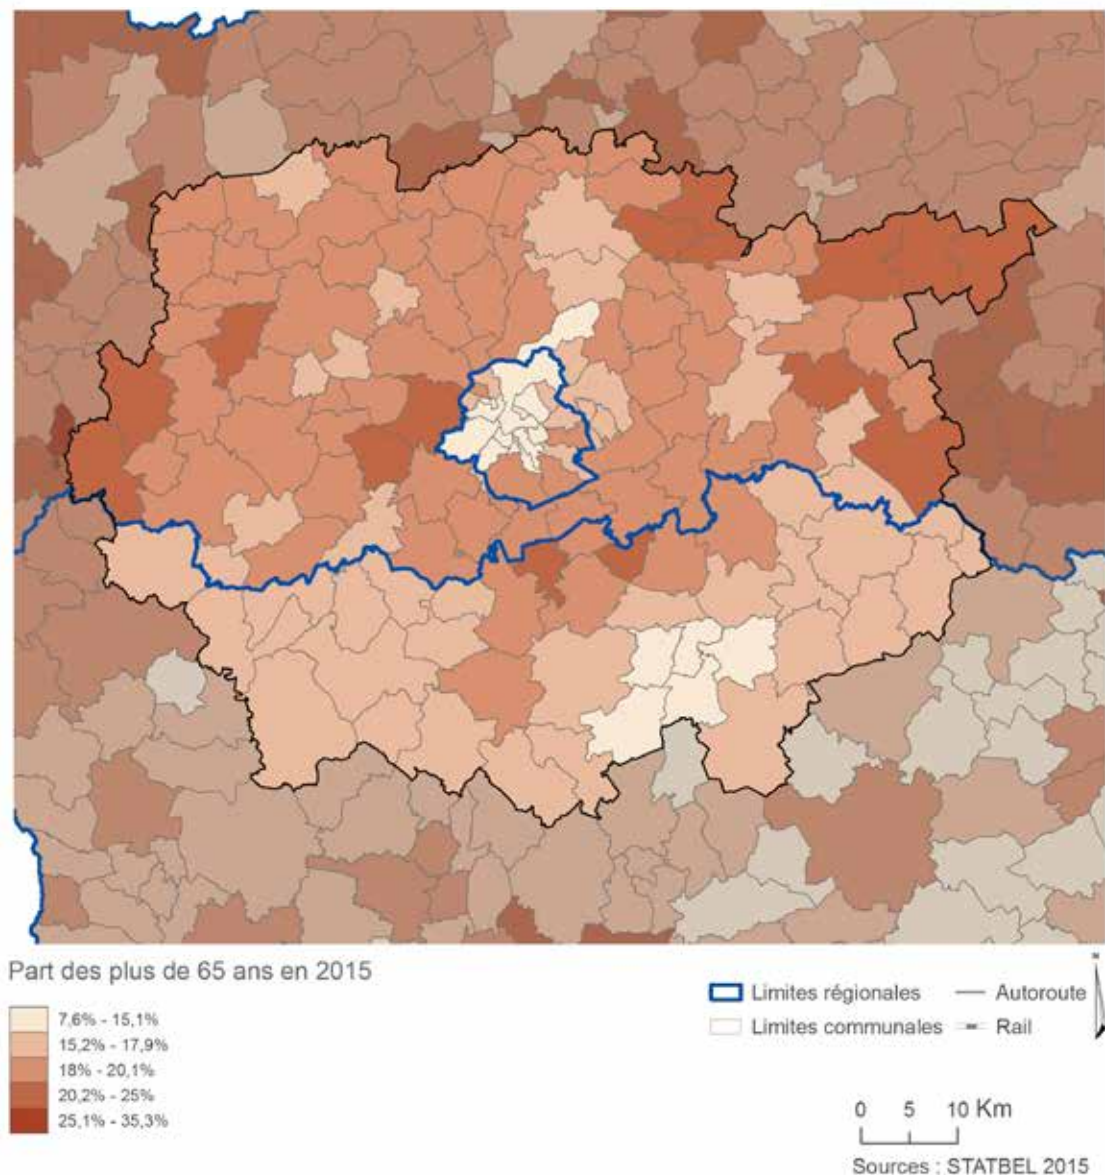 Part des plus de 65 ans en 2015
7,6% - 15,1%
15,2% - 17,9%
18% - 20,1%
20,2% - 25%
25,1% - 35,3%
Limites régionales
Autoroute
Limites communales
Rail
N
0 5 10 Km
Sources : STATBEL 2015